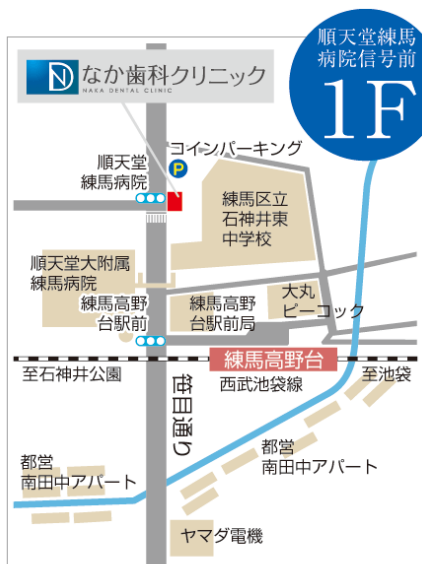 順天堂練馬
病院信号前
1F
DN
なか歯科クリニック
NAKA DENTAL CLINIC
コインパーキング
P
順天堂
練馬病院
練馬区立
石神井東
中学校
順天堂大附属
練馬病院
大丸
ピーコック
練馬高野
台駅前
練馬高野
台駅前局
練馬高野台
至石神井公園
西武池袋線
至池袋
笹目通り
都営
南田中アパート
都営
南田中アパート
ヤマダ電機